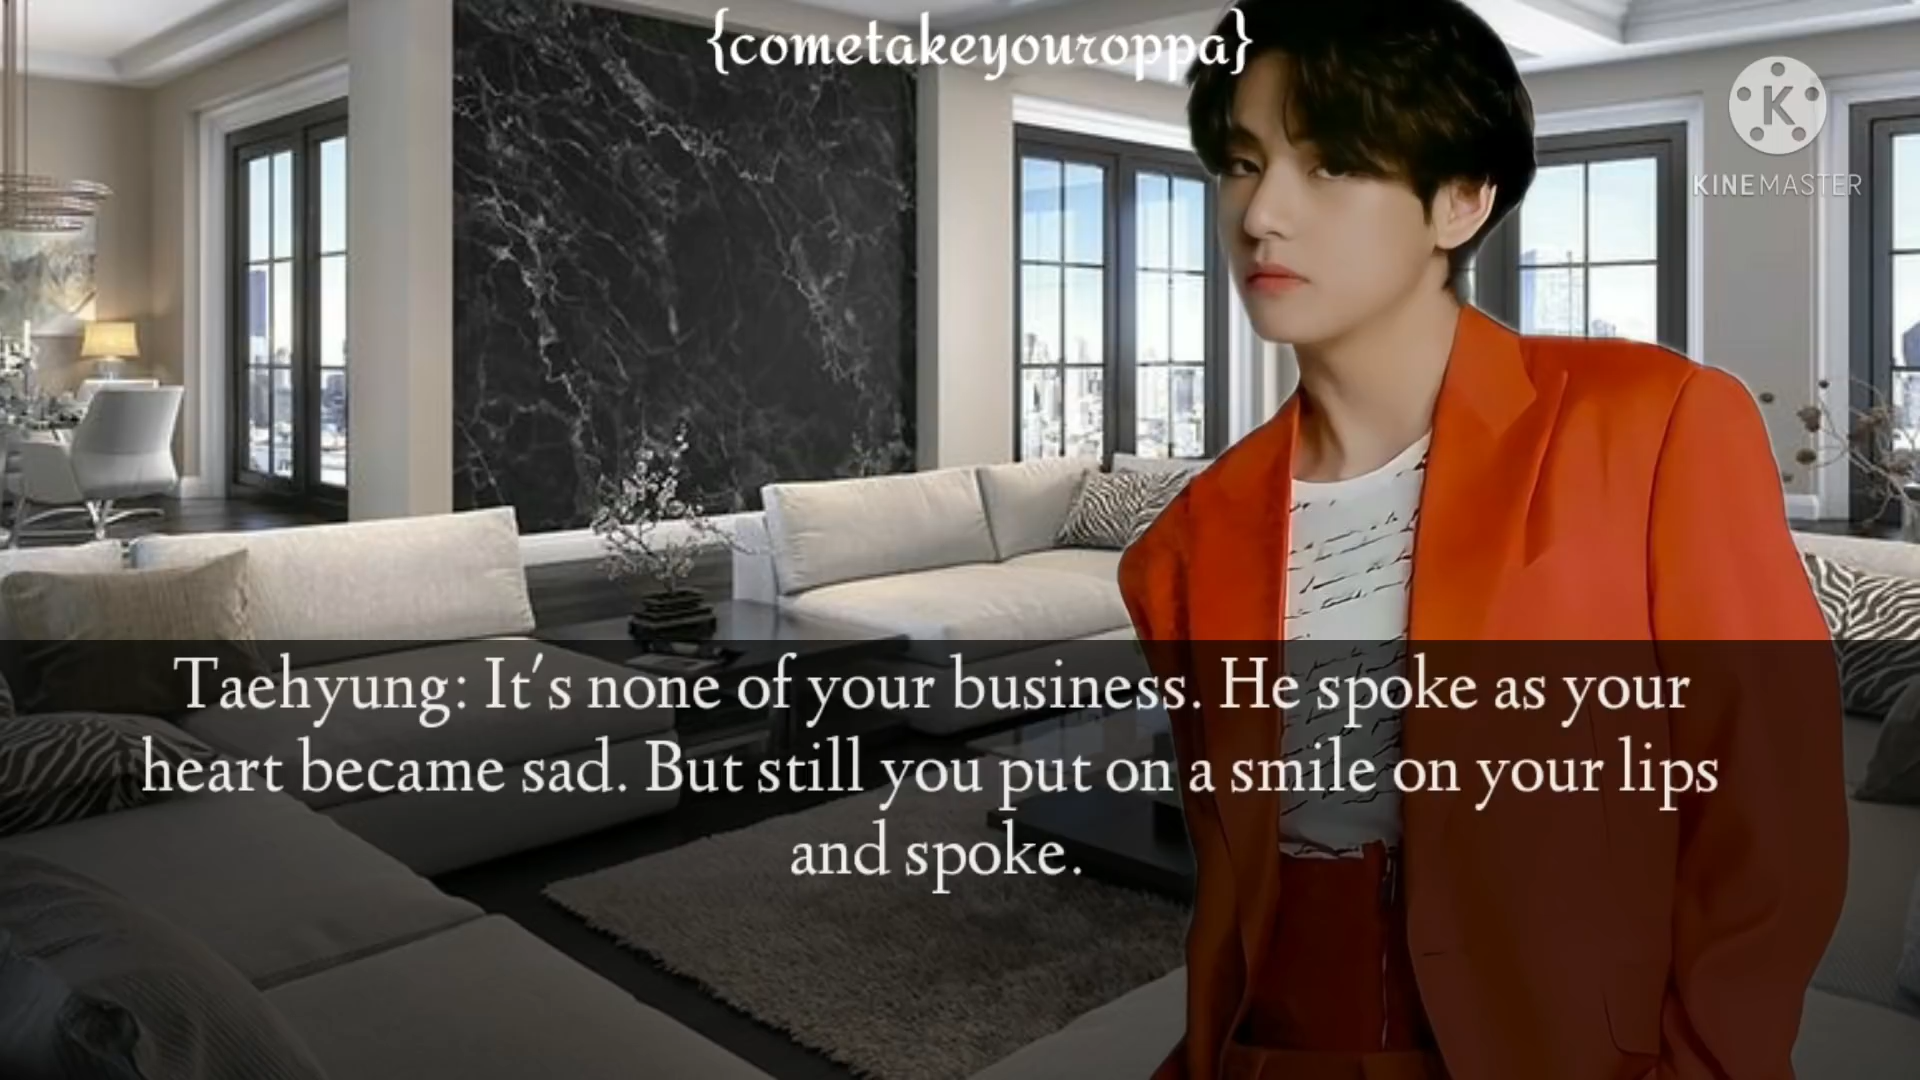 {cometakeyouroppa}
K
KINEMASTER
Taehyung: It's none of your business. He spoke as your
heart became sad. But still you put on a smile on your lips
and spoke.